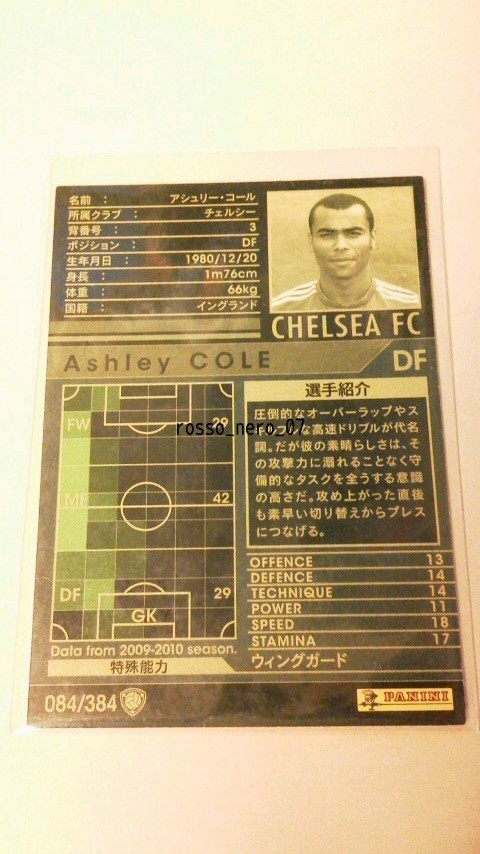 名前 : アシュリー・コール
所属クラブ : チェルシー
背番号 : 3
ポジション : DF
生年月日 : 1980/12/20
身長 : 1m76cm
体重 : 66kg
国籍 : イングランド
CHELSEA FC
Ashley COLE
DF
FW 29
MF 42
DF 29
GK
Data from 2009-2010 season.
選手紹介
圧倒的なオーバーラップやス
な高速ドリブルが代名
詞。だが彼の素晴らしさは、そ
の攻撃力に溺れることなく守
備的なタスクを全うする意識
の高さだ。攻め上がった直後
も素早い切り替えからプレス
につなげる。
rosso_nero_07
OFFENCE 13
DEFENCE 14
TECHNIQUE 14
POWER 11
SPEED 18
STAMINA 17
特殊能力
ウィングガード
084/384
PANINI